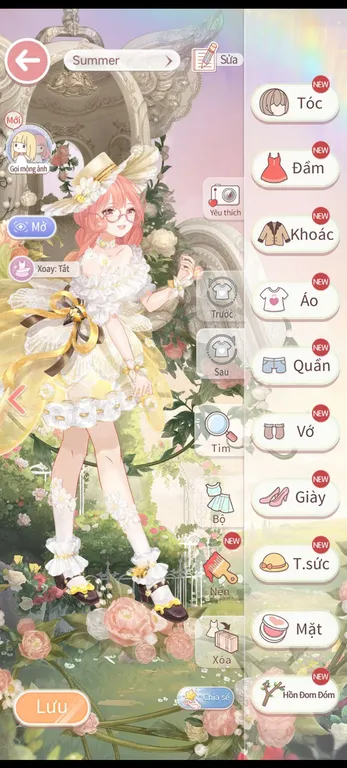 Summer
Sửa
NEW
Tóc
Mới
Gọi mộng ảnh
NEW
Đầm
Yêu thích
Mở
NEW
Khoác
Xoay: Tắt
Trước
NEW
Áo
Sau
NEW
Quần
Tìm
NEW
Vớ
Bộ
NEW
Giày
NEW
Nền
NEW
T.sức
Xóa
Mặt
Lưu
Chia sẻ
NEW
Hồn Đom Đóm